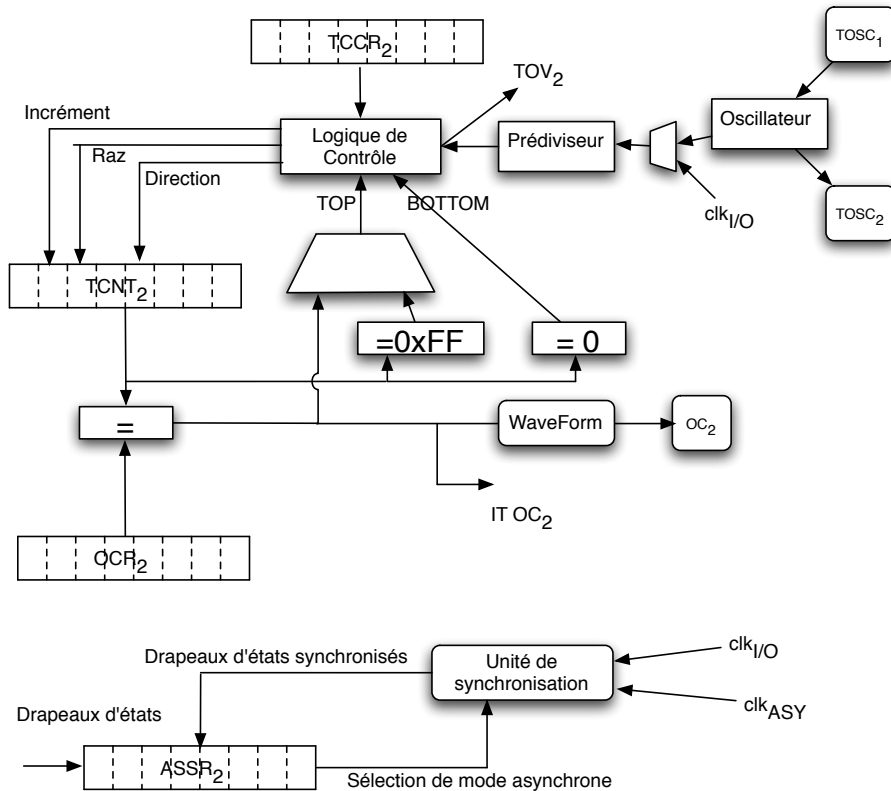 TCCR2
TOSC1
TOV2
Incrément
Logique de
Contrôle
Prédiviseur
Oscillateur
Raz
Direction
TOP
BOTTOM
clkI/O
TOSC2
TCNT2
=0xFF
= 0
=
WaveForm
OC2
IT OC2
OCR2
Drapeaux d'états synchronisés
Unité de
synchronisation
clkI/O
clkASY
Drapeaux d'états
ASSR2
Sélection de mode asynchrone